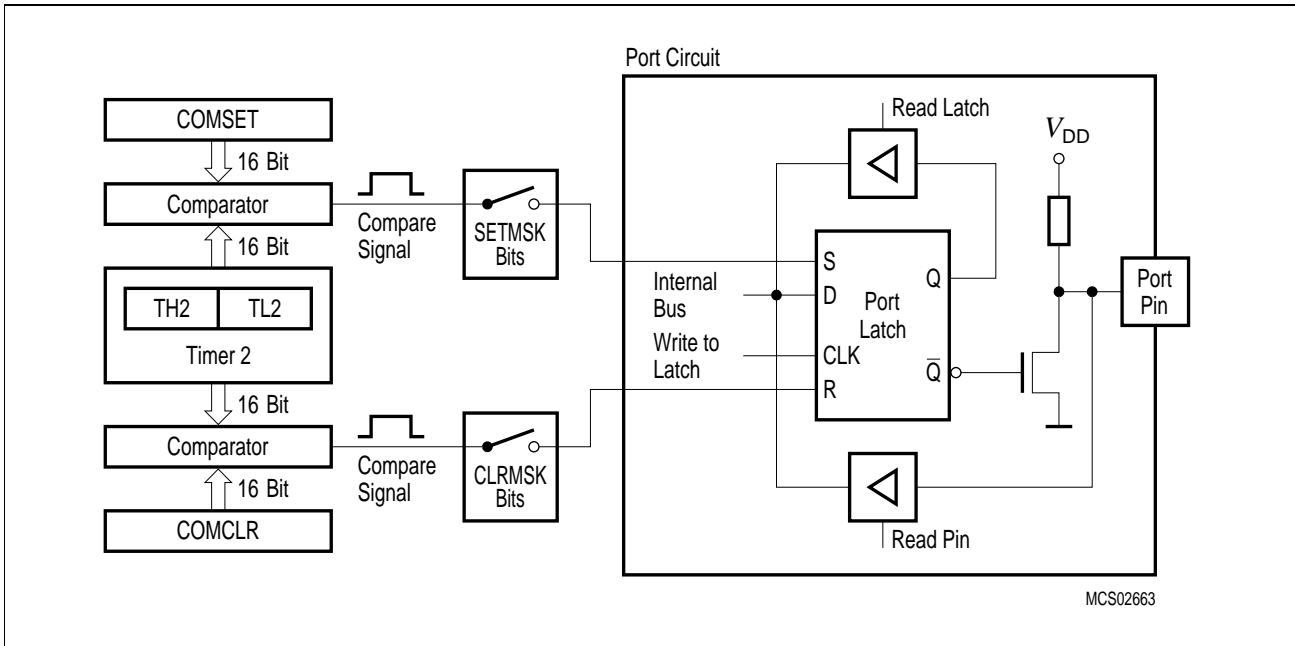 Port Circuit
COMSET
16 Bit
Comparator
Compare
Signal
SETMSK
Bits
16 Bit
TH2
TL2
Timer 2
16 Bit
Comparator
Compare
Signal
CLRMSK
Bits
16 Bit
COMCLR
Read Latch
VDD
S
D
CLK
R
Port
Latch
Q
Q̅
Internal
Bus
Write to
Latch
Port
Pin
Read Pin
MCS02663